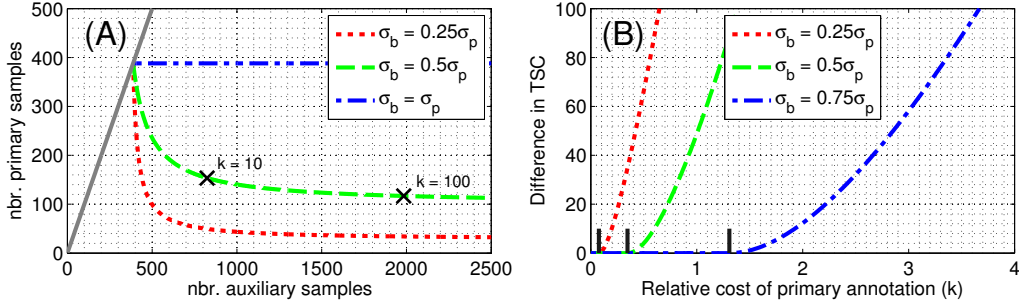 (A)
nbr. primary samples
500
400
300
200
100
0
σb = 0.25σp
σb = 0.5σp
σb = σp
k = 10
k = 100
0 500 1000 1500 2000 2500
nbr. auxiliary samples
(B)
Difference in TSC
100
80
60
40
20
0
σb = 0.25σp
σb = 0.5σp
σb = 0.75σp
0 1 2 3 4
Relative cost of primary annotation (k)